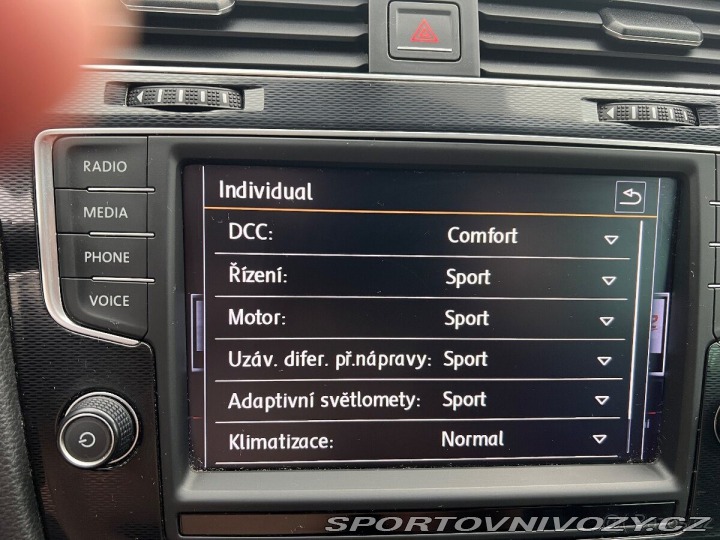 RADIO
MEDIA
PHONE
VOICE
Individual
DCC: Comfort
Řízení: Sport
Motor: Sport
Uzáv. difer. př.nápravy: Sport
Adaptivní světlomety: Sport
Klimatizace: Normal
SPORTOVNIVOZY.CZ